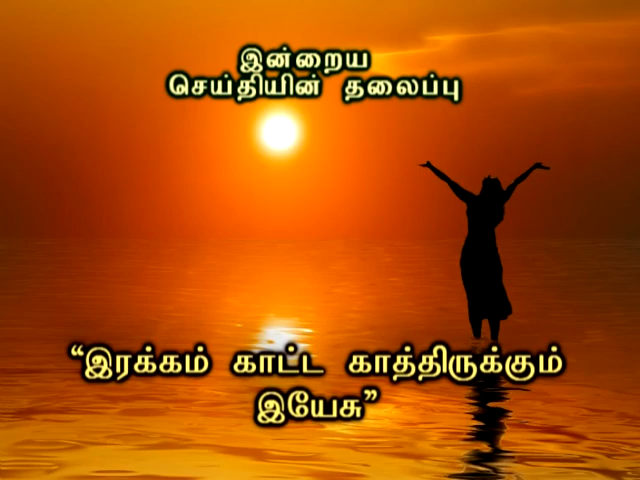 இன்றைய
செய்தியின் தலைப்பு
“இரக்கம் காட்ட காத்திருக்கும்
இயேசு”